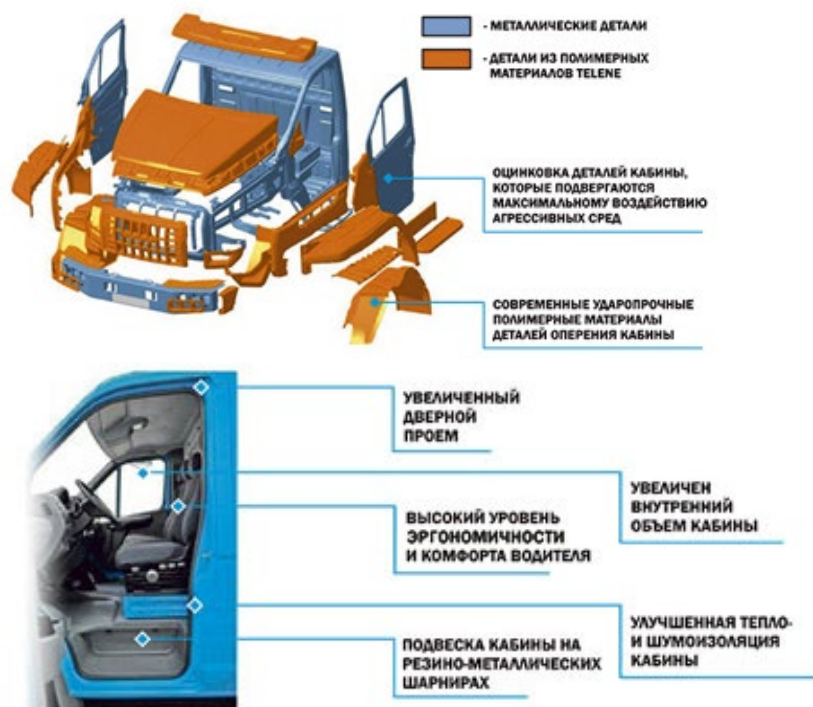 - МЕТАЛЛИЧЕСКИЕ ДЕТАЛИ
- ДЕТАЛИ ИЗ ПОЛИМЕРНЫХ
МАТЕРИАЛОВ TELENE
ОЦИНКОВКА ДЕТАЛЕЙ КАБИНЫ,
КОТОРЫЕ ПОДВЕРГАЮТСЯ
МАКСИМАЛЬНОМУ ВОЗДЕЙСТВИЮ
АГРЕССИВНЫХ СРЕД
СОВРЕМЕННЫЕ УДАРОПРОЧНЫЕ
ПОЛИМЕРНЫЕ МАТЕРИАЛЫ
ДЕТАЛЕЙ ОПЕРЕНИЯ КАБИНЫ
УВЕЛИЧЕННЫЙ
ДВЕРНОЙ
ПРОЕМ
УВЕЛИЧЕН
ВНУТРЕННИЙ
ОБЪЕМ КАБИНЫ
ВЫСОКИЙ УРОВЕНЬ
ЭРГОНОМИЧНОСТИ
И КОМФОРТА ВОДИТЕЛЯ
УЛУЧШЕННАЯ ТЕПЛО-
И ШУМОИЗОЛЯЦИЯ
КАБИНЫ
ПОДВЕСКА КАБИНЫ НА
РЕЗИНО-МЕТАЛЛИЧЕСКИХ
ШАРНИРАХ